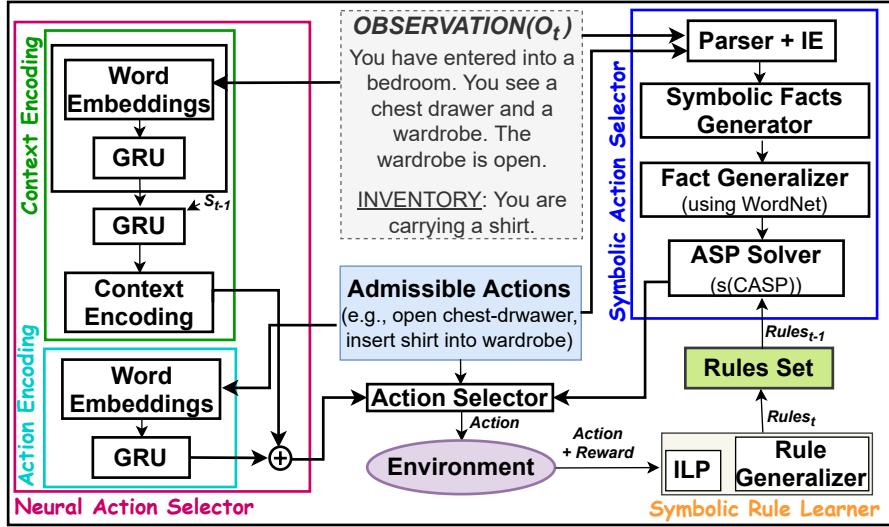 Context Encoding
Word
Embeddings
GRU
S_{t-1}
GRU
Context
Encoding
Action Encoding
Word
Embeddings
GRU
+
Neural Action Selector
OBSERVATION(O_t)
You have entered into a
bedroom. You see a
chest drawer and a
wardrobe. The
wardrobe is open.
INVENTORY: You are
carrying a shirt.
Admissible Actions
(e.g., open chest-drwawer,
insert shirt into wardrobe)
Action Selector
Action
Environment
Action
+ Reward
Symbolic Action Selector
Parser + IE
Symbolic Facts
Generator
Fact Generalizer
(using WordNet)
ASP Solver
(s(CASP))
Rules_{t-1}
Rules Set
Rules_t
ILP
Rule
Generalizer
Symbolic Rule Learner